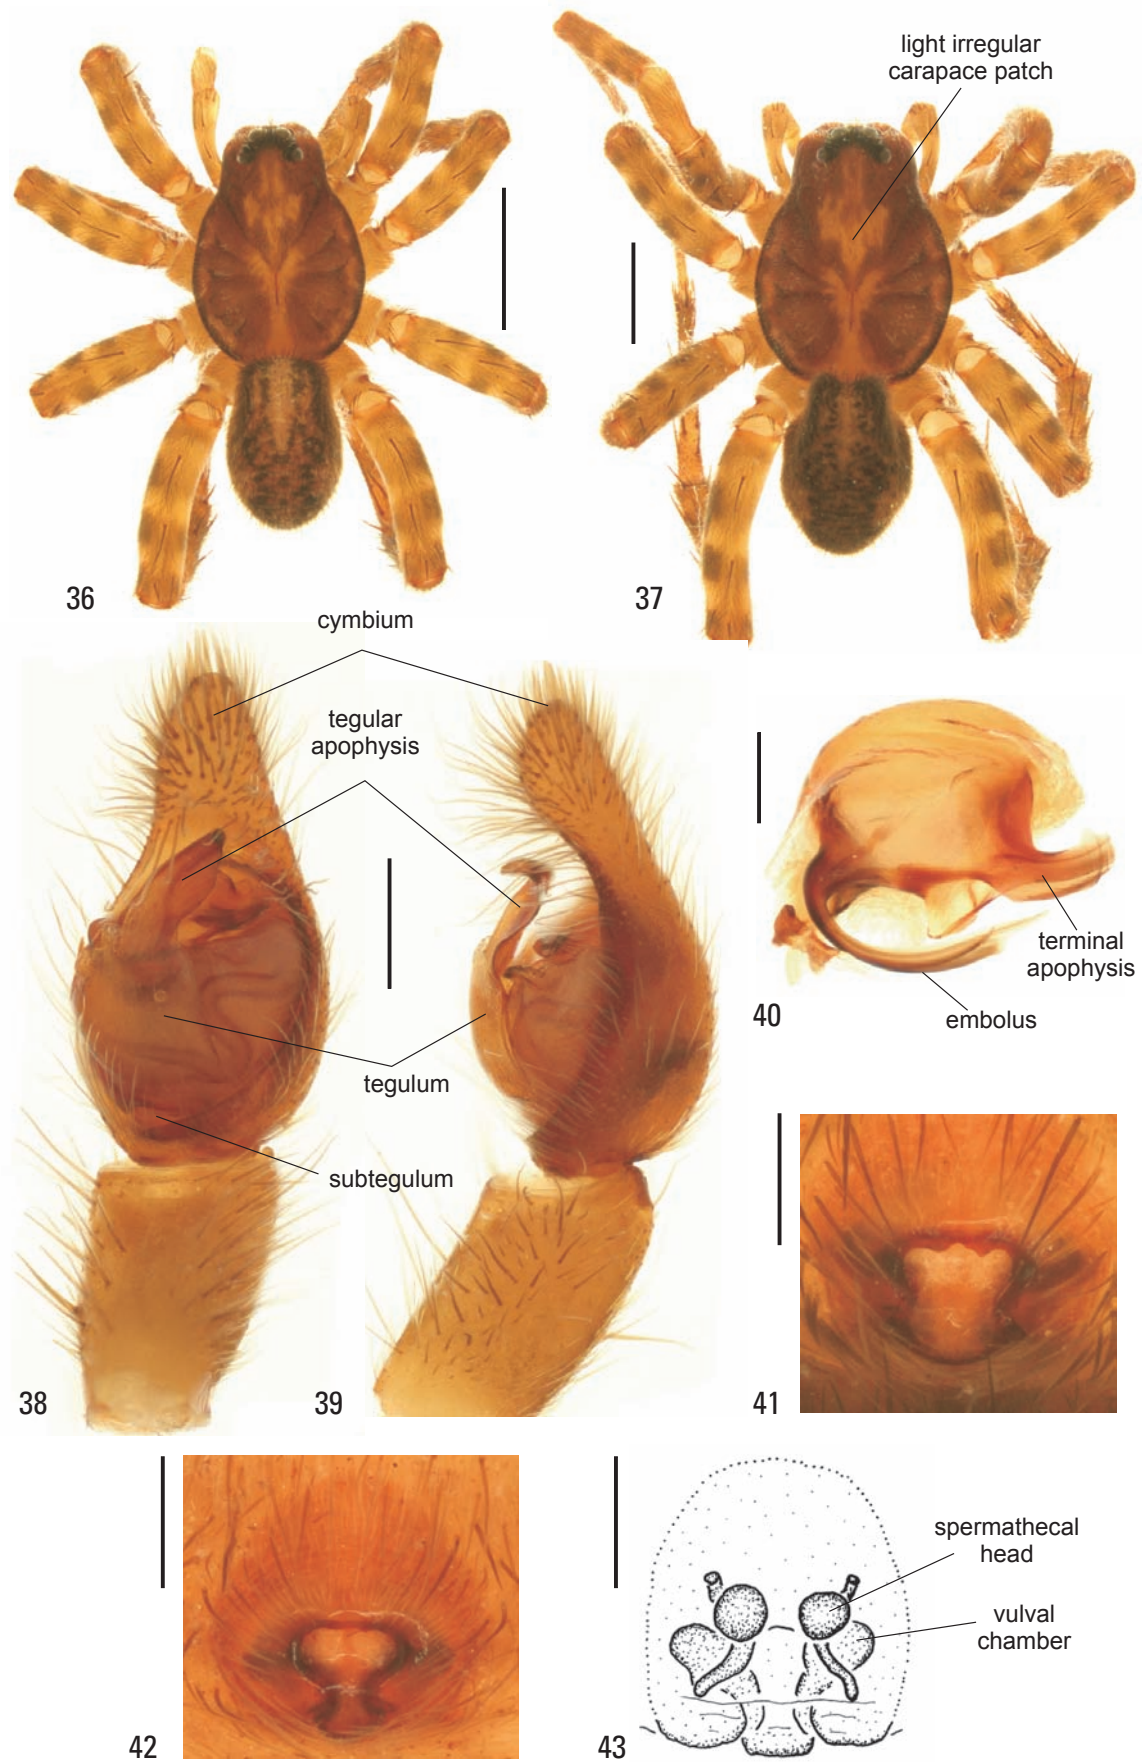 light irregular
carapace patch
36
37
cymbium
tegular
apophysis
terminal
apophysis
40
embolus
tegulum
subtegulum
38
39
41
spermathecal
head
vulval
chamber
42
43